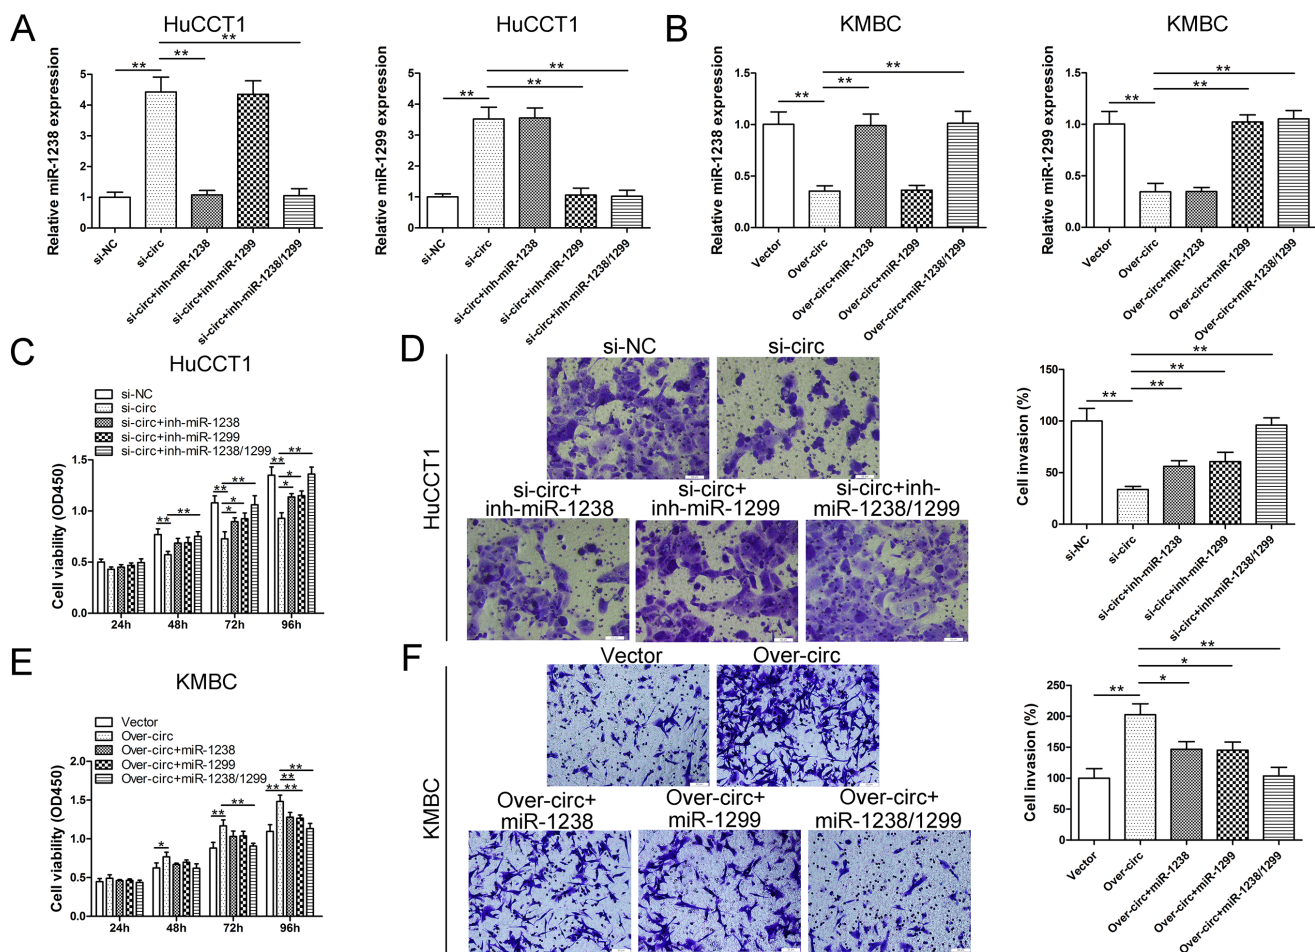 A
HuCCT1
Relative miR-1238 expression
5
4
3
2
1
0
**
**
**
si-NC
si-circ
si-circ+inh-miR-1238
si-circ+inh-miR-1299
si-circ+inh-miR-1238/1299
HuCCT1
Relative miR-1299 expression
5
4
3
2
1
0
**
**
**
si-NC
si-circ
si-circ+inh-miR-1238
si-circ+inh-miR-1299
si-circ+inh-miR-1238/1299
B
KMBC
Relative miR-1238 expression
1.5
1.0
0.5
0.0
**
**
**
Vector
Over-circ
Over-circ+miR-1238
Over-circ+miR-1299
Over-circ+miR-1238/1299
KMBC
Relative miR-1299 expression
1.5
1.0
0.5
0.0
**
**
**
Vector
Over-circ
Over-circ+miR-1238
Over-circ+miR-1299
Over-circ+miR-1238/1299
C
HuCCT1
si-NC
si-circ
si-circ+inh-miR-1238
si-circ+inh-miR-1299
si-circ+inh-miR-1238/1299
Cell viability (OD450)
1.5
1.0
0.5
0.0
** **
** * * **
** * * **
24h 48h 72h 96h
D
HuCCT1
si-NC
si-circ
si-circ+
inh-miR-1238
si-circ+
inh-miR-1299
si-circ+inh-
miR-1238/1299
Cell invasion (%)
150
100
50
0
**
**
**
**
si-NC
si-circ
si-circ+inh-miR-1238
si-circ+inh-miR-1299
si-circ+inh-miR-1238/1299
E
KMBC
Vector
Over-circ
Over-circ+miR-1238
Over-circ+miR-1299
Over-circ+miR-1238/1299
Cell viability (OD450)
2.0
1.5
1.0
0.5
0.0
*
** **
** ** ** **
24h 48h 72h 96h
F
KMBC
Vector
Over-circ
Over-circ+
miR-1238
Over-circ+
miR-1299
Over-circ+
miR-1238/1299
Cell invasion (%)
250
200
150
100
50
0
**
*
*
**
Vector
Over-circ
Over-circ+miR-1238
Over-circ+miR-1299
Over-circ+miR-1238/1299